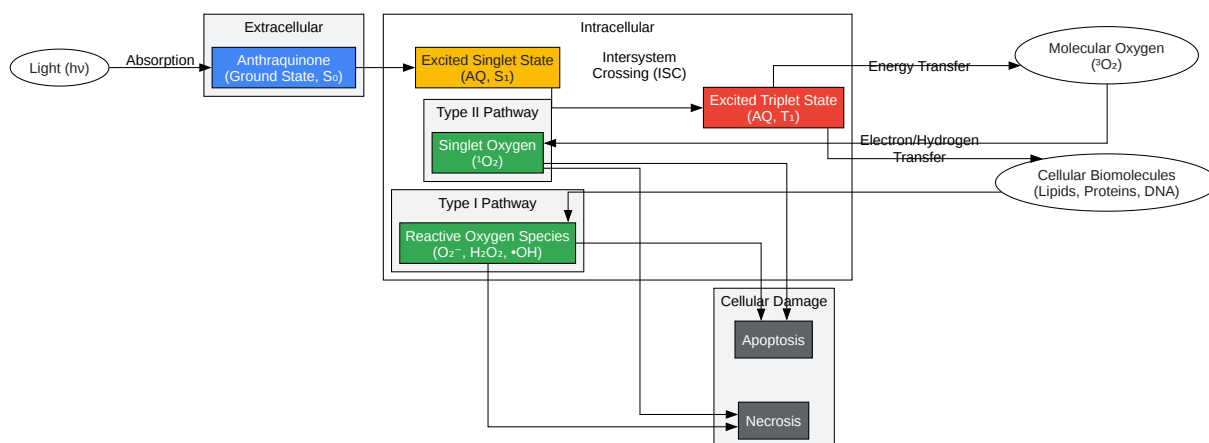 Extracellular
Intracellular
Light (hν)
Absorption
Anthraquinone
(Ground State, S₀)
Excited Singlet State
(AQ, S₁)
Intersystem
Crossing (ISC)
Excited Triplet State
(AQ, T₁)
Energy Transfer
Molecular Oxygen
(³O₂)
Type II Pathway
Singlet Oxygen
(¹O₂)
Electron/Hydrogen
Transfer
Cellular Biomolecules
(Lipids, Proteins, DNA)
Type I Pathway
Reactive Oxygen Species
(O₂⁻, H₂O₂, •OH)
Cellular Damage
Apoptosis
Necrosis